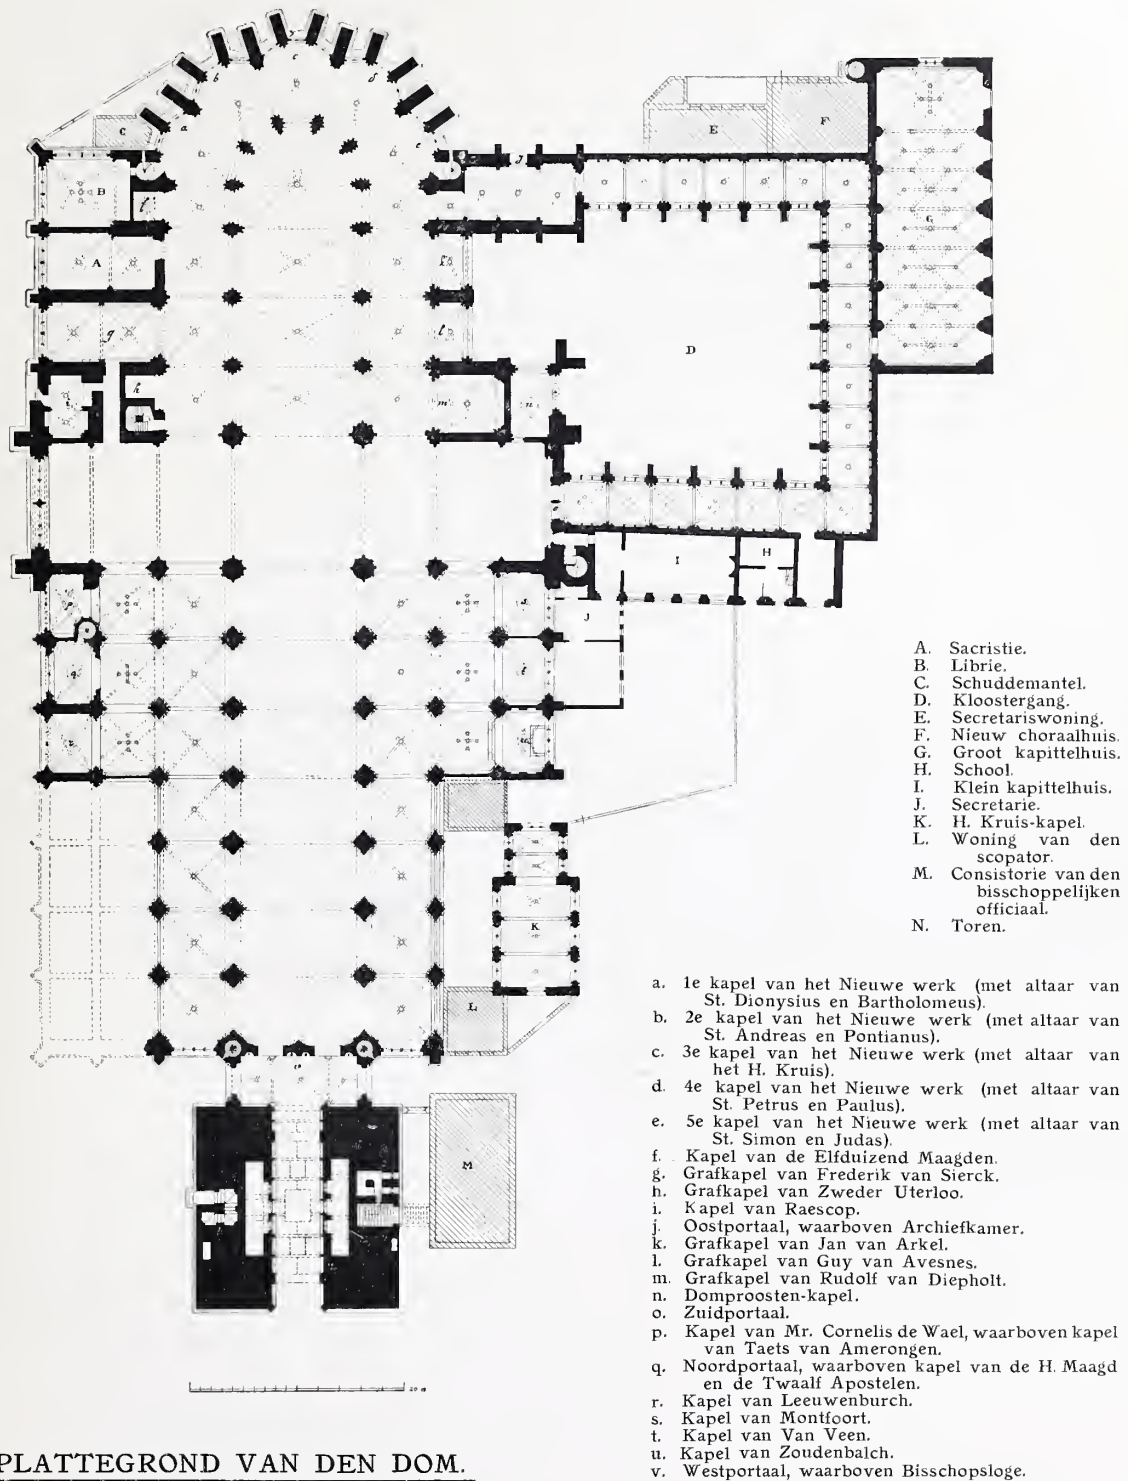 c
b
d
C
a
e
E
F
j
B
f
G
A
k
D
g
l
h
m
n
i
H
I
p
s
J
q
t
r
u
K
L
v
M
20 m
A. Sacristie.
B. Librie.
C. Schuddemantel.
D. Kloostergang.
E. Secretariswoning.
F. Nieuw choraalhuis.
G. Groot kapittelhuis.
H. School.
I. Klein kapittelhuis.
J. Secretarie.
K. H. Kruis-kapel.
L. Woning van den
scopator.
M. Consistorie van den
bisschoppelijken
officiaal.
N. Toren.
a. 1e kapel van het Nieuwe werk (met altaar van
St. Dionysius en Bartholomeus).
b. 2e kapel van het Nieuwe werk (met altaar van
St. Andreas en Pontianus).
c. 3e kapel van het Nieuwe werk (met altaar van
het H. Kruis).
d. 4e kapel van het Nieuwe werk (met altaar van
St. Petrus en Paulus).
e. 5e kapel van het Nieuwe werk (met altaar van
St. Simon en Judas).
f. Kapel van de Elfduizend Maagden.
g. Grafkapel van Frederik van Sierck.
h. Grafkapel van Zweder Uterloo.
i. Kapel van Raescop.
j. Oostportaal, waarboven Archiefkamer.
k. Grafkapel van Jan van Arkel.
l. Grafkapel van Guy van Avesnes.
m. Grafkapel van Rudolf van Diepholt.
n. Domproosten-kapel.
o. Zuidportaal.
p. Kapel van Mr. Cornelis de Wael, waarboven kapel
van Taets van Amerongen.
q. Noordportaal, waarboven kapel van de H. Maagd
en de Twaalf Apostelen.
r. Kapel van Leeuwenburch.
s. Kapel van Montfoort.
t. Kapel van Van Veen.
u. Kapel van Zoudenbalch.
v. Westportaal, waarboven Bisschopsloge.
PLATTEGROND VAN DEN DOM.